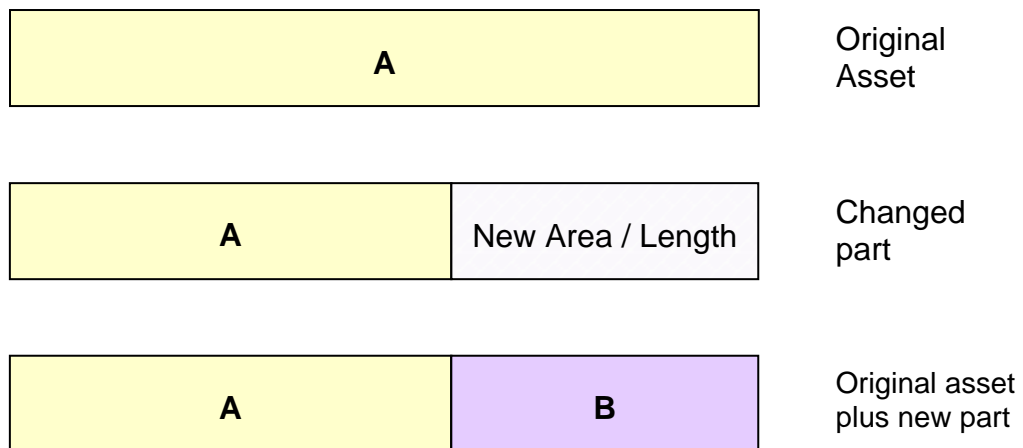 A
Original
Asset
A
New Area / Length
Changed
part
A
B
Original asset
plus new part